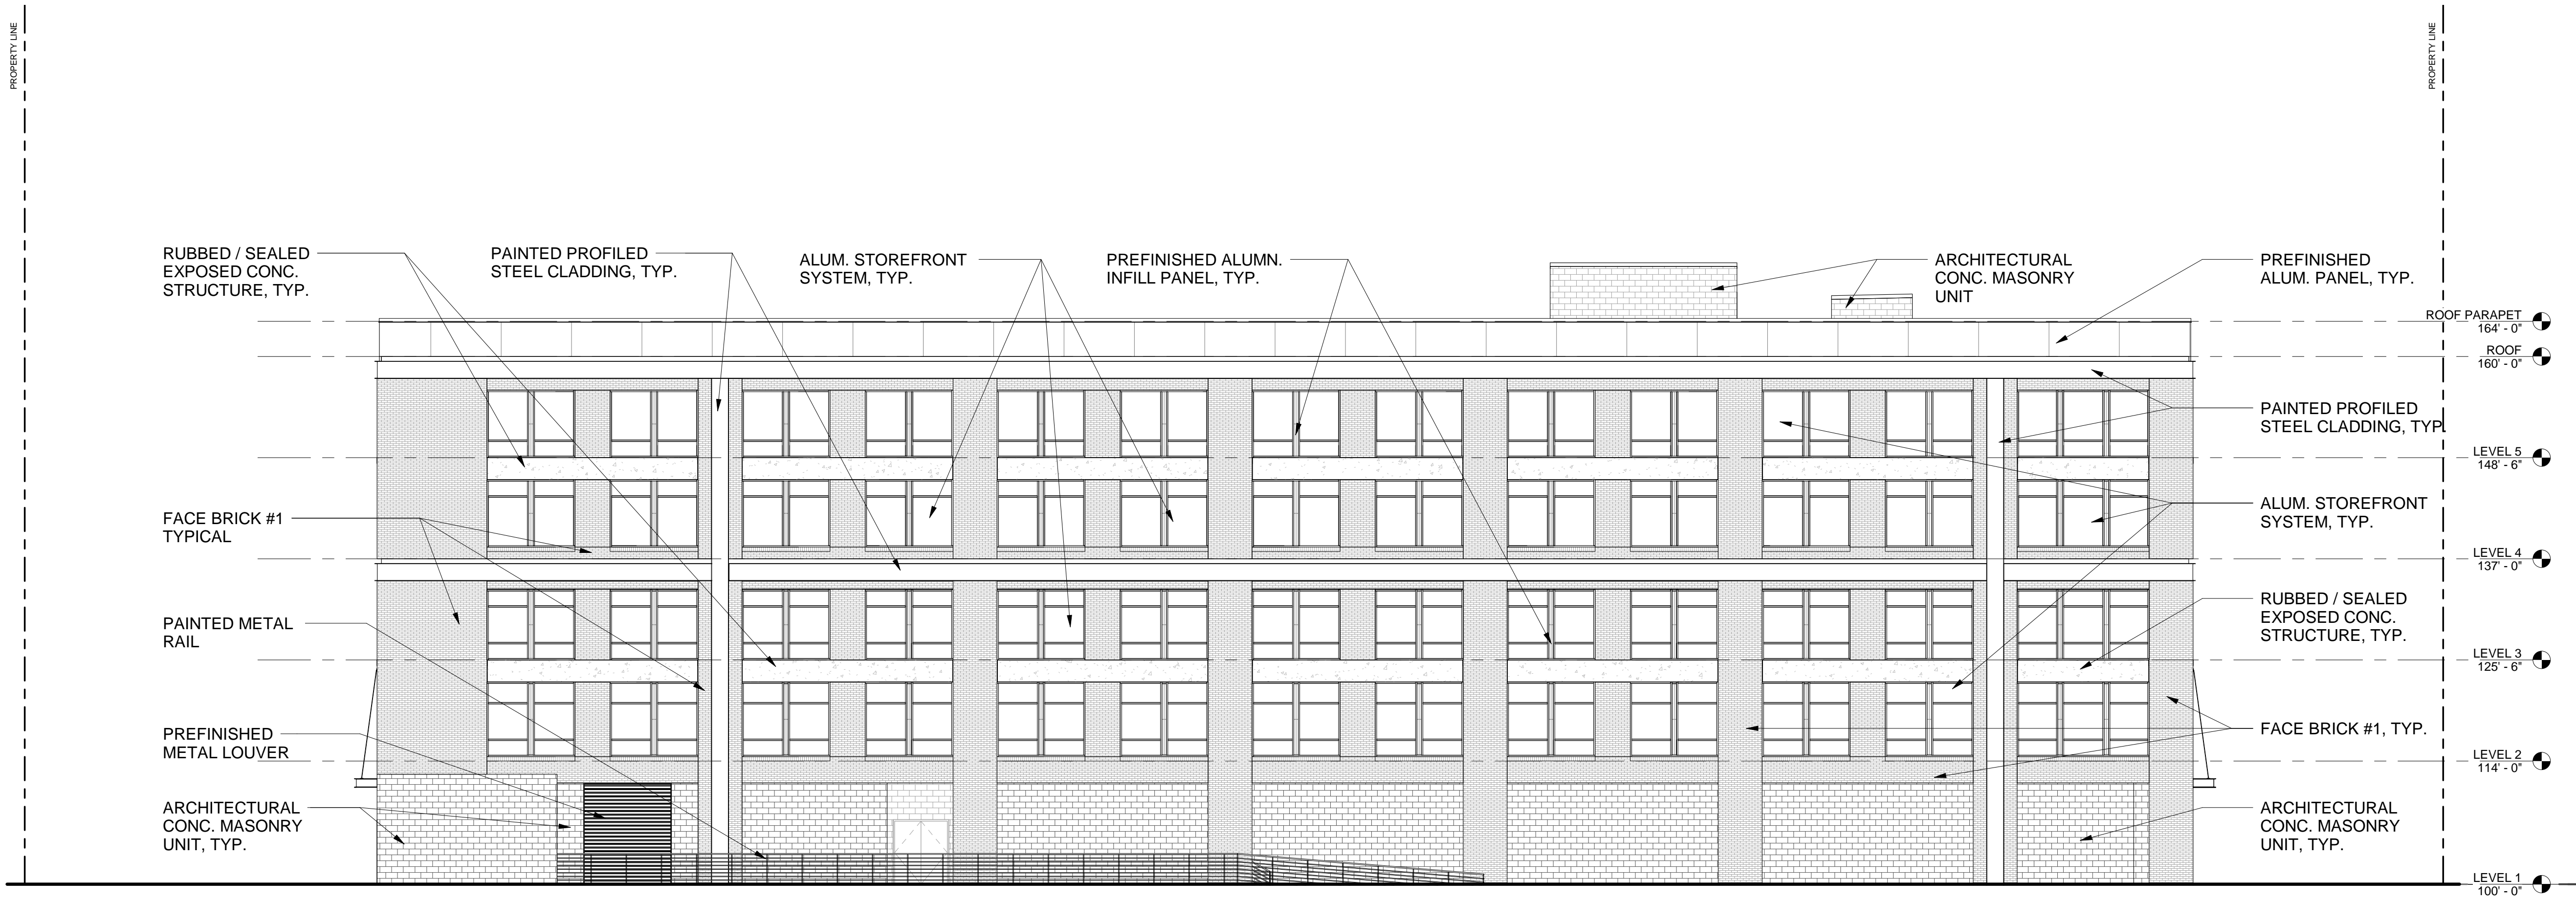 PROPERTY LINE
PROPERTY LINE
RUBBED / SEALED
EXPOSED CONC.
STRUCTURE, TYP.
PAINTED PROFILED
STEEL CLADDING, TYP.
ALUM. STOREFRONT
SYSTEM, TYP.
PREFINISHED ALUMN.
INFILL PANEL, TYP.
ARCHITECTURAL
CONC. MASONRY
UNIT
PREFINISHED
ALUM. PANEL, TYP.
ROOF PARAPET
164' - 0"
ROOF
160' - 0"
PAINTED PROFILED
STEEL CLADDING, TYP.
LEVEL 5
148' - 6"
FACE BRICK #1
TYPICAL
ALUM. STOREFRONT
SYSTEM, TYP.
LEVEL 4
137' - 0"
PAINTED METAL
RAIL
RUBBED / SEALED
EXPOSED CONC.
STRUCTURE, TYP.
LEVEL 3
125' - 6"
PREFINISHED
METAL LOUVER
FACE BRICK #1, TYP.
LEVEL 2
114' - 0"
ARCHITECTURAL
CONC. MASONRY
UNIT, TYP.
ARCHITECTURAL
CONC. MASONRY
UNIT, TYP.
LEVEL 1
100' - 0"